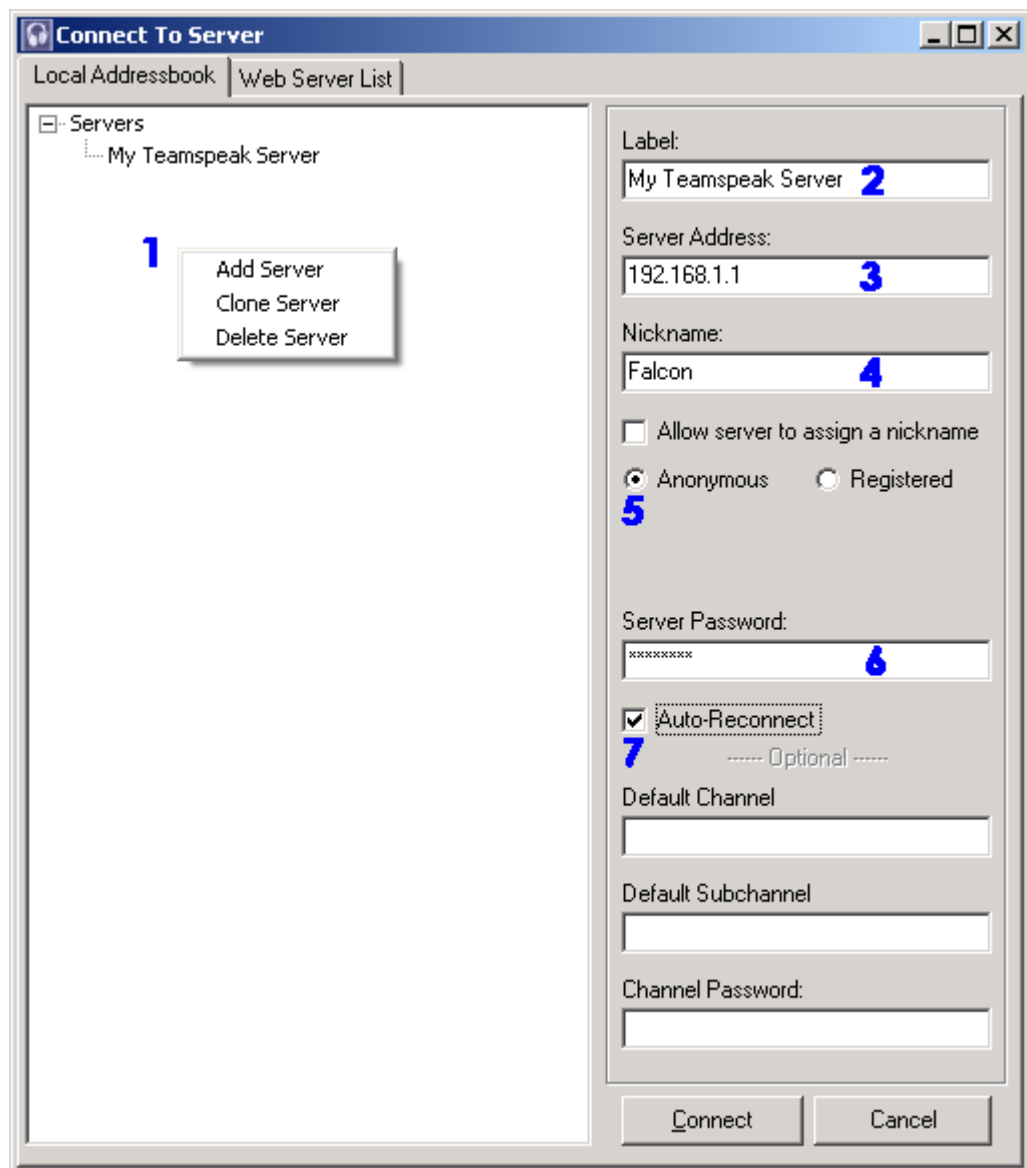 Connect To Server
Local Addressbook Web Server List
Servers
My Teamspeak Server
1
Add Server
Clone Server
Delete Server
Label:
My Teamspeak Server 2
Server Address:
192.168.1.1 3
Nickname:
Falcon 4
Allow server to assign a nickname
Anonymous Registered
5
Server Password:
******** 6
Auto-Reconnect
7 ------ Optional ------
Default Channel
Default Subchannel
Channel Password:
Connect Cancel